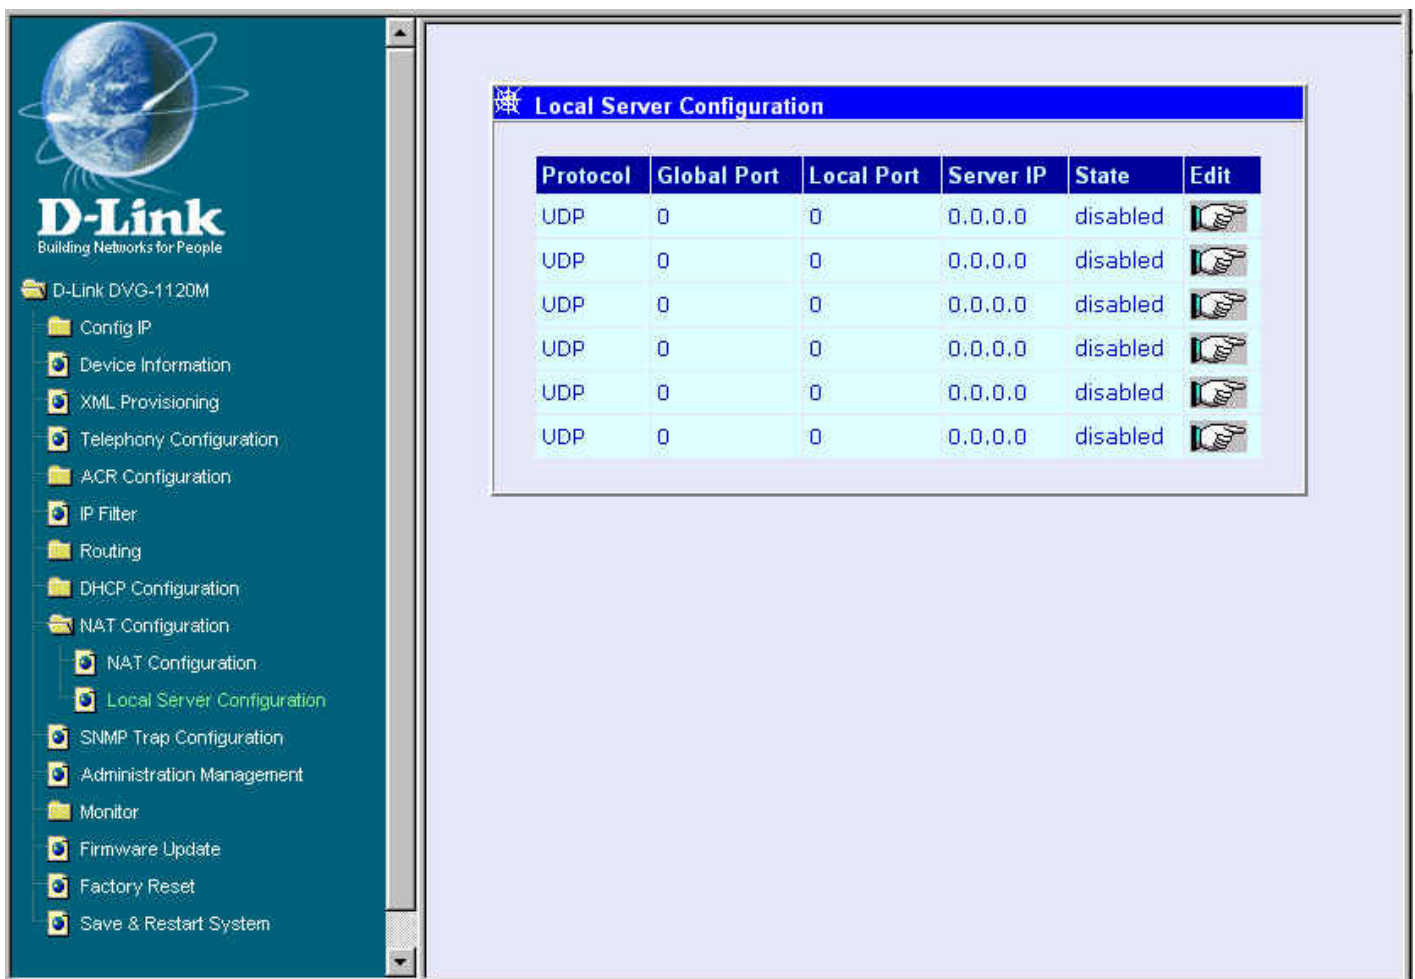 D-Link
Building Networks for People
D-Link DVG-1120M
Config IP
Device Information
XML Provisioning
Telephony Configuration
ACR Configuration
IP Filter
Routing
DHCP Configuration
NAT Configuration
NAT Configuration
Local Server Configuration
SNMP Trap Configuration
Administration Management
Monitor
Firmware Update
Factory Reset
Save & Restart System
Local Server Configuration
Protocol Global Port Local Port Server IP State Edit
UDP 0 0 0.0.0.0 disabled
UDP 0 0 0.0.0.0 disabled
UDP 0 0 0.0.0.0 disabled
UDP 0 0 0.0.0.0 disabled
UDP 0 0 0.0.0.0 disabled
UDP 0 0 0.0.0.0 disabled